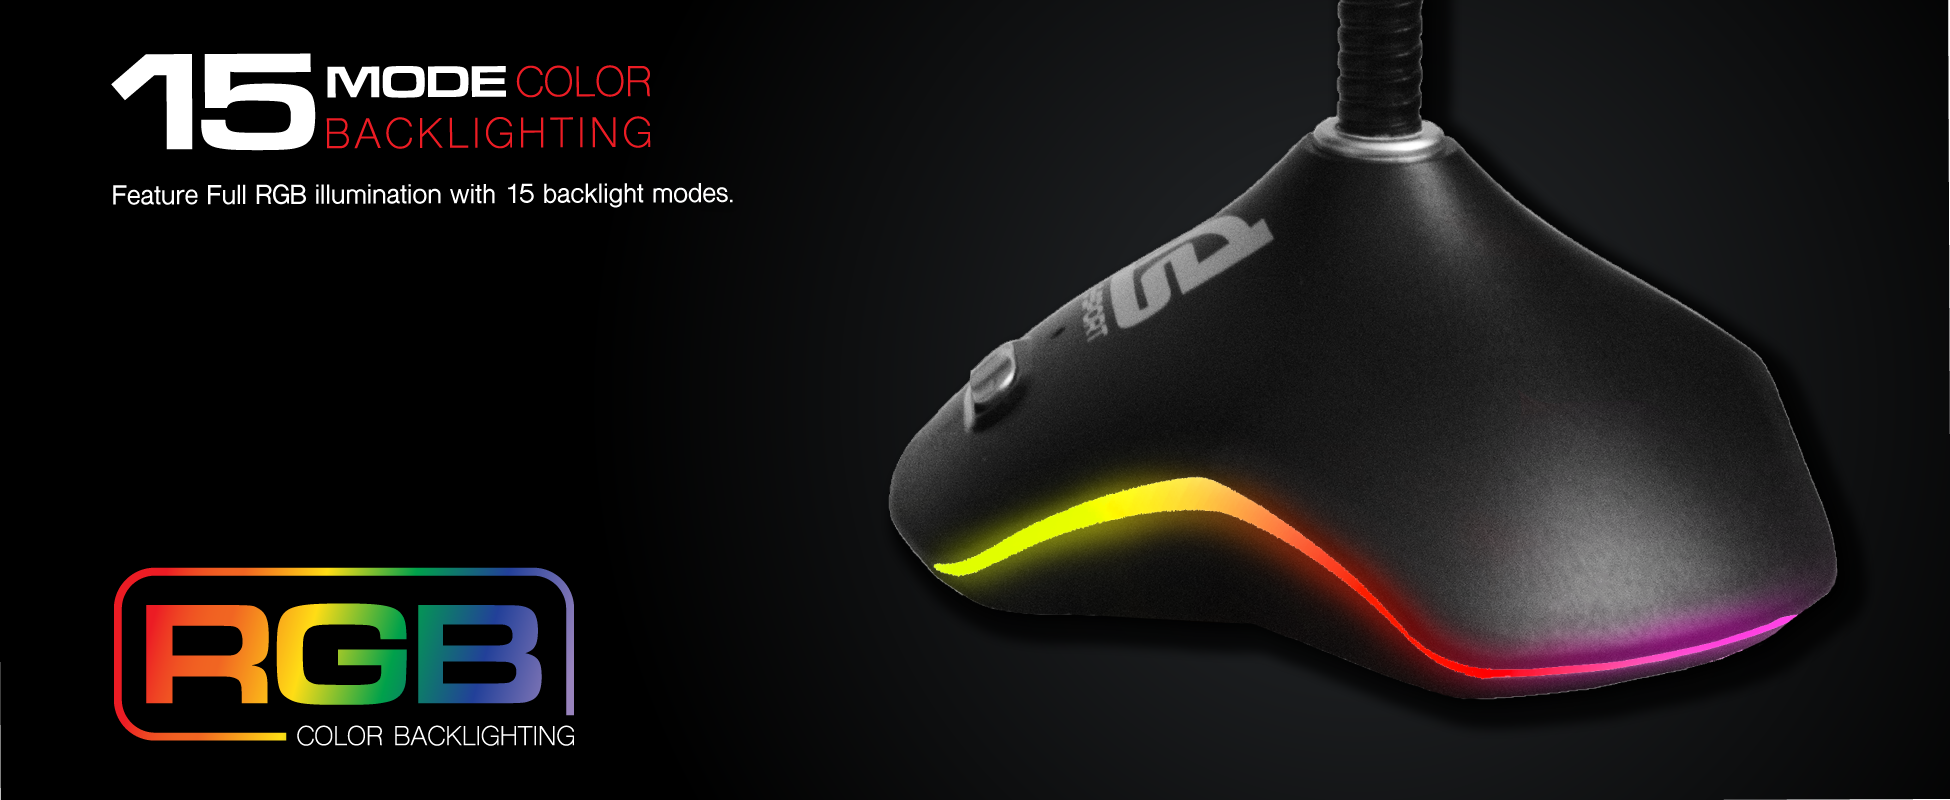 15 MODE COLOR
BACKLIGHTING
Feature Full RGB illumination with 15 backlight modes.
RGB
COLOR BACKLIGHTING